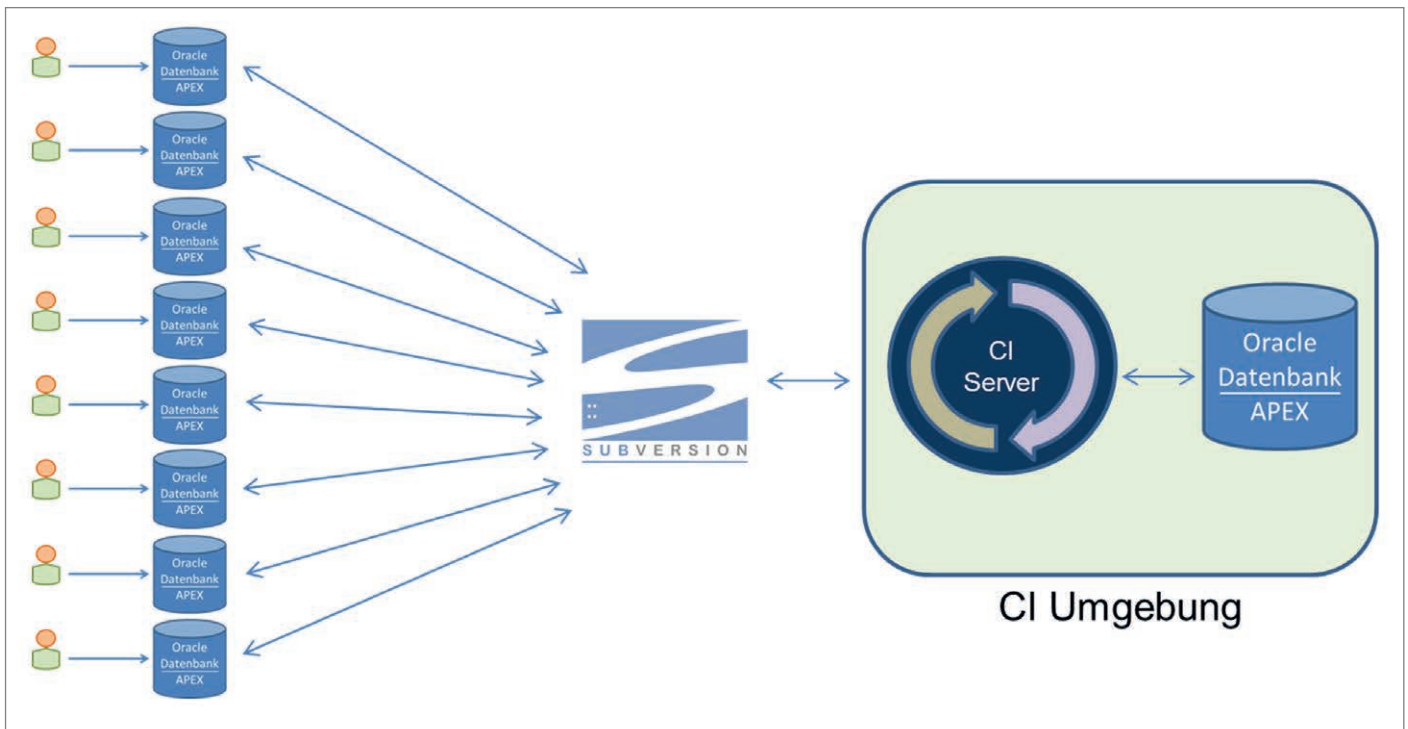 Oracle
Datenbank
APEX
Oracle
Datenbank
APEX
Oracle
Datenbank
APEX
Oracle
Datenbank
APEX
Oracle
Datenbank
APEX
Oracle
Datenbank
APEX
Oracle
Datenbank
APEX
Oracle
Datenbank
APEX
SUBVERSION
CI
Server
Oracle
Datenbank
APEX
CI Umgebung